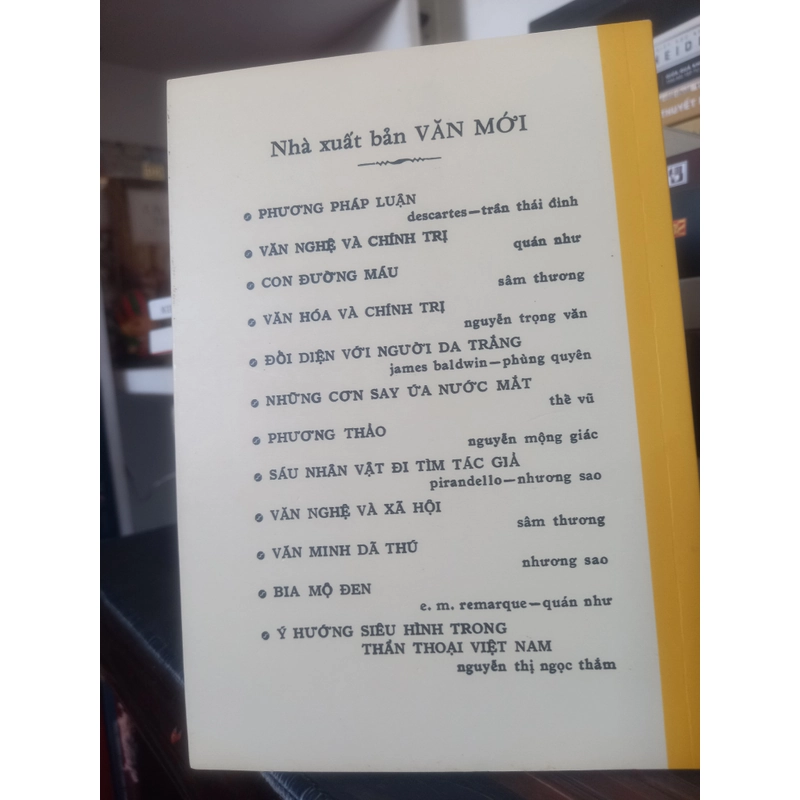 Nhà xuất bản VĂN MỚI
PHƯƠNG PHÁP LUẬN
descartes—trần thái đỉnh
VĂN NGHỆ VÀ CHÍNH TRỊ
quán như
CON ĐƯỜNG MÁU
sâm thương
VĂN HÓA VÀ CHÍNH TRỊ
nguyễn trọng văn
ĐỐI DIỆN VỚI NGƯỜI DA TRẮNG
james baldwin—phùng quyên
NHỮNG CƠN SAY ỨA NƯỚC MẮT
thế vũ
PHƯƠNG THẢO
nguyễn mộng giác
SÁU NHÂN VẬT ĐI TÌM TÁC GIẢ
pirandello—nhương sao
VĂN NGHỆ VÀ XÃ HỘI
sâm thương
VĂN MINH DÃ THÚ
nhương sao
BIA MỘ ĐEN
e. m. remarque—quán như
Ý HƯỚNG SIÊU HÌNH TRONG
THẦN THOẠI VIỆT NAM
nguyễn thị ngọc thắm
THUYẾT